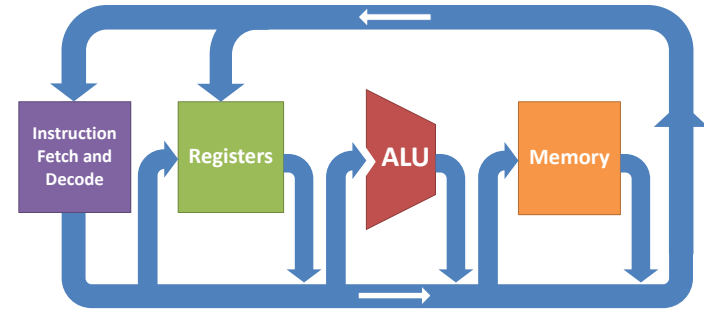 Instruction
Fetch and
Decode
Registers
ALU
Memory